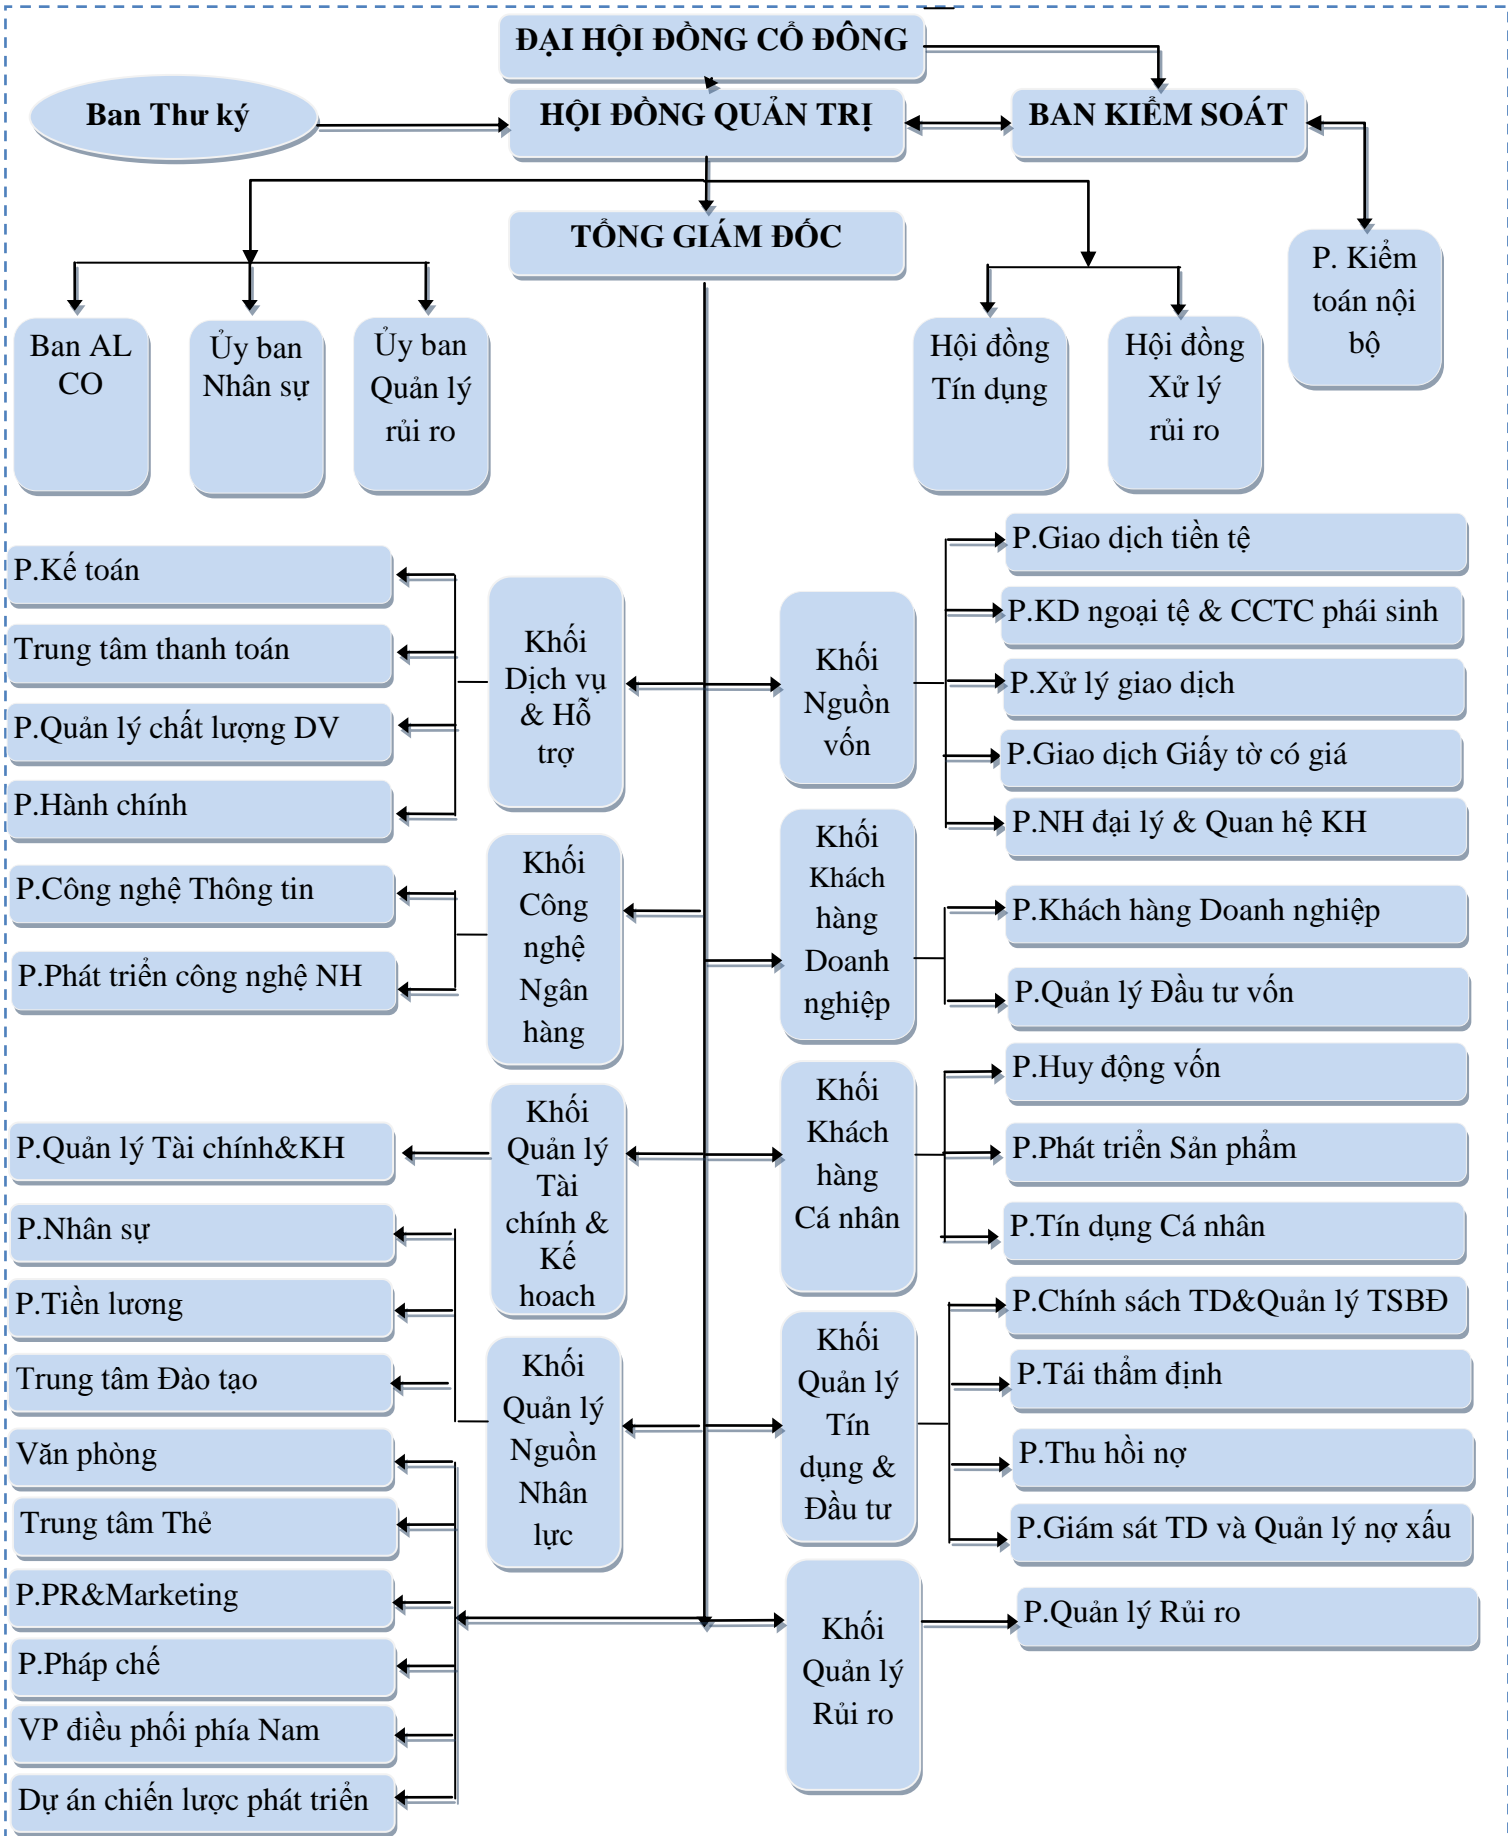 ĐẠI HỘI ĐỒNG CỔ ĐÔNG
Ban Thư ký
HỘI ĐỒNG QUẢN TRỊ
BAN KIỂM SOÁT
TỔNG GIÁM ĐỐC
P. Kiểm
toán nội
bộ
Ban AL
CO
Ủy ban
Nhân sự
Ủy ban
Quản lý
rủi ro
Hội đồng
Tín dụng
Hội đồng
Xử lý
rủi ro
P.Kế toán
Trung tâm thanh toán
P.Quản lý chất lượng DV
P.Hành chính
Khối
Dịch vụ
& Hỗ
trợ
Khối
Nguồn
vốn
P.Giao dịch tiền tệ
P.KD ngoại tệ & CCTC phái sinh
P.Xử lý giao dịch
P.Giao dịch Giấy tờ có giá
P.NH đại lý & Quan hệ KH
P.Công nghệ Thông tin
P.Phát triển công nghệ NH
Khối
Công
nghệ
Ngân
hàng
Khối
Khách
hàng
Doanh
nghiệp
P.Khách hàng Doanh nghiệp
P.Quản lý Đầu tư vốn
P.Quản lý Tài chính&KH
Khối
Quản lý
Tài
chính &
Kế
hoach
Khối
Khách
hàng
Cá nhân
P.Huy động vốn
P.Phát triển Sản phẩm
P.Tín dụng Cá nhân
P.Nhân sự
P.Tiền lương
Trung tâm Đào tạo
Khối
Quản lý
Nguồn
Nhân
lực
Khối
Quản lý
Tín
dụng &
Đầu tư
P.Chính sách TD&Quản lý TSBĐ
P.Tái thẩm định
P.Thu hồi nợ
P.Giám sát TD và Quản lý nợ xấu
Văn phòng
Trung tâm Thẻ
P.PR&Marketing
P.Pháp chế
VP điều phối phía Nam
Dự án chiến lược phát triển
Khối
Quản lý
Rủi ro
P.Quản lý Rủi ro